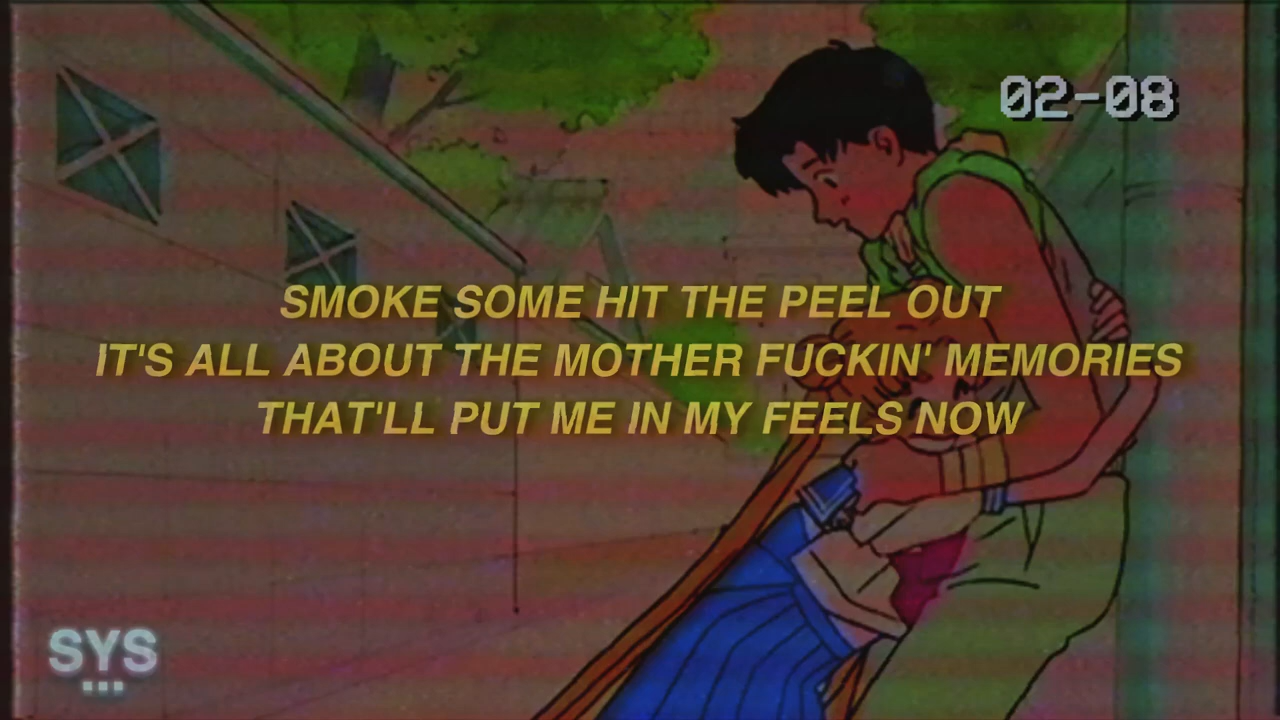 02-08
SMOKE SOME HIT THE PEEL OUT
IT'S ALL ABOUT THE MOTHER FUCKIN' MEMORIES
THAT'LL PUT ME IN MY FEELS NOW
SYS